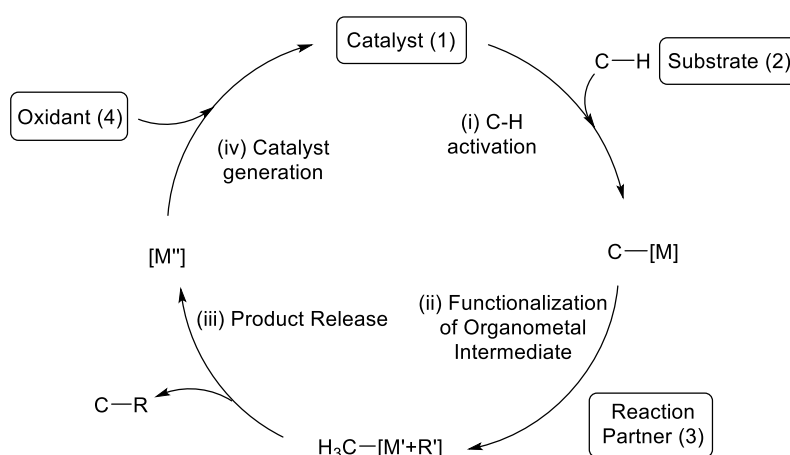 Catalyst (1)
C—H
Substrate (2)
(i) C-H
activation
C—[M]
(ii) Functionalization
of Organometal
Intermediate
Reaction
Partner (3)
H₃C—[M'+R']
(iii) Product Release
C—R
[M"]
(iv) Catalyst
generation
Oxidant (4)